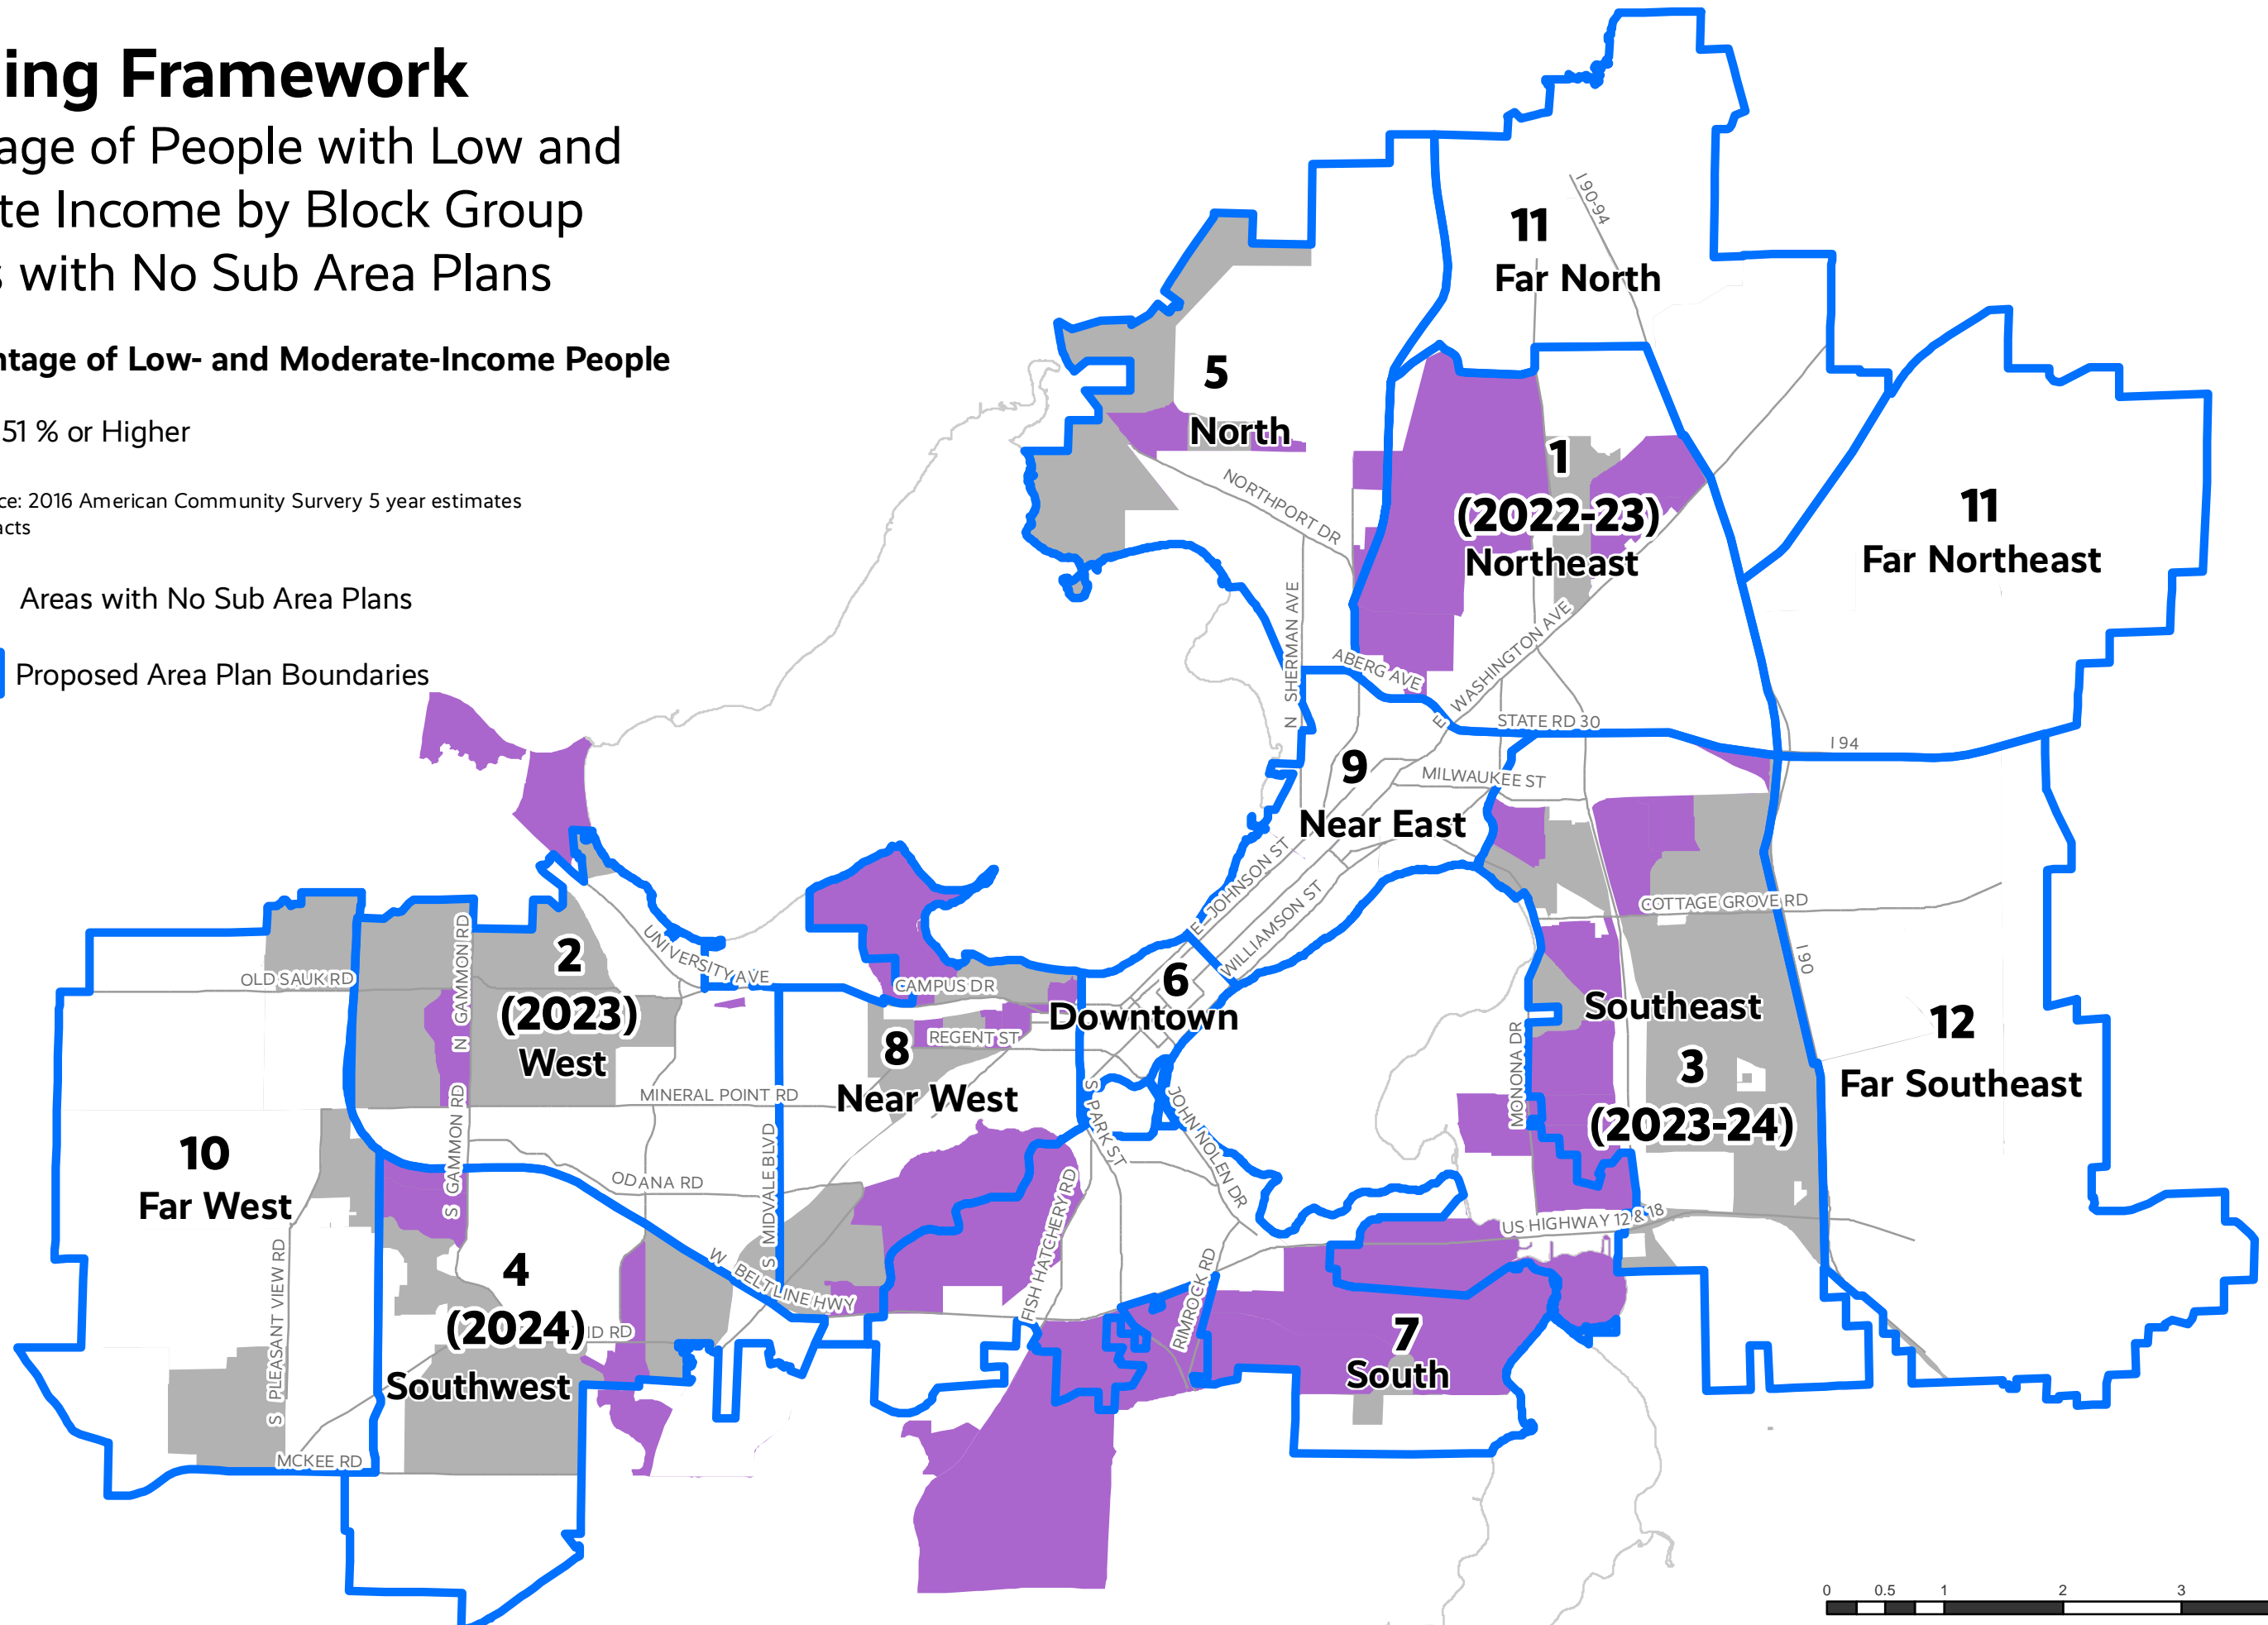 ing Framework
age of People with Low and
te Income by Block Group
s with No Sub Area Plans
ntage of Low- and Moderate-Income People
51 % or Higher
ce: 2016 American Community Survery 5 year estimates
acts
Areas with No Sub Area Plans
Proposed Area Plan Boundaries
11
Far North
I 90-94
5
North
NORTHPORT DR
1
(2022-23)
Northeast
11
Far Northeast
N SHERMAN AVE
ABERG AVE
E WASHINGTON AVE
STATE RD 30
I 94
9
Near East
MILWAUKEE ST
E JOHNSON ST
WILLIAMSON ST
COTTAGE GROVE RD
I 90
2
(2023)
West
OLD SAUK RD
N GAMMON RD
UNIVERSITY AVE
CAMPUS DR
6
Downtown
8
REGENT ST
Near West
Southeast
3
(2023-24)
MONONA DR
12
Far Southeast
MINERAL POINT RD
S GAMMON RD
10
Far West
ODANA RD
S MIDVALE BLVD
S PARK ST
JOHN NOLEN DR
FISH HATCHERY RD
RIMROCK RD
US HIGHWAY 12 & 18
W BELTLINE HWY
4
(2024)
Southwest
ND RD
S PLEASANT VIEW RD
MCKEE RD
7
South
0 0.5 1 2 3